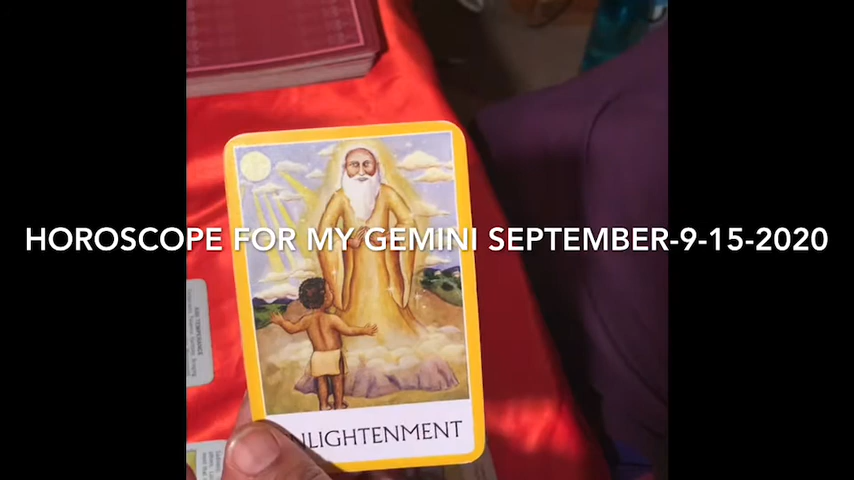 HOROSCOPE FOR MY GEMINI SEPTEMBER-9-15-2020
NLIGHTENMENT